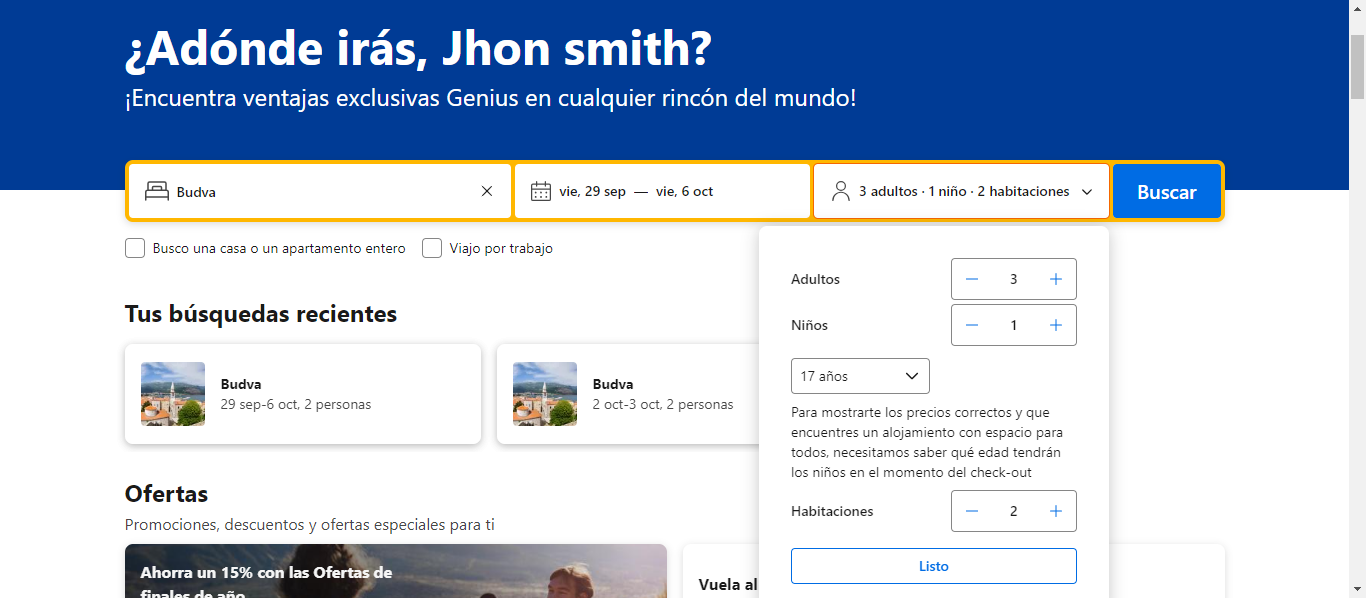 ¿Adónde irás, Jhon smith?
¡Encuentra ventajas exclusivas Genius en cualquier rincón del mundo!
Budva
vie, 29 sep — vie, 6 oct
3 adultos · 1 niño · 2 habitaciones
Buscar
Busco una casa o un apartamento entero
Viajo por trabajo
Adultos
3
Niños
1
17 años
Para mostrarte los precios correctos y que
encuentres un alojamiento con espacio para
todos, necesitamos saber qué edad tendrán
los niños en el momento del check-out
Habitaciones
2
Listo
Tus búsquedas recientes
Budva
29 sep-6 oct, 2 personas
Budva
2 oct-3 oct, 2 personas
Ofertas
Promociones, descuentos y ofertas especiales para ti
Ahorra un 15% con las Ofertas de
finales de año
Vuela al